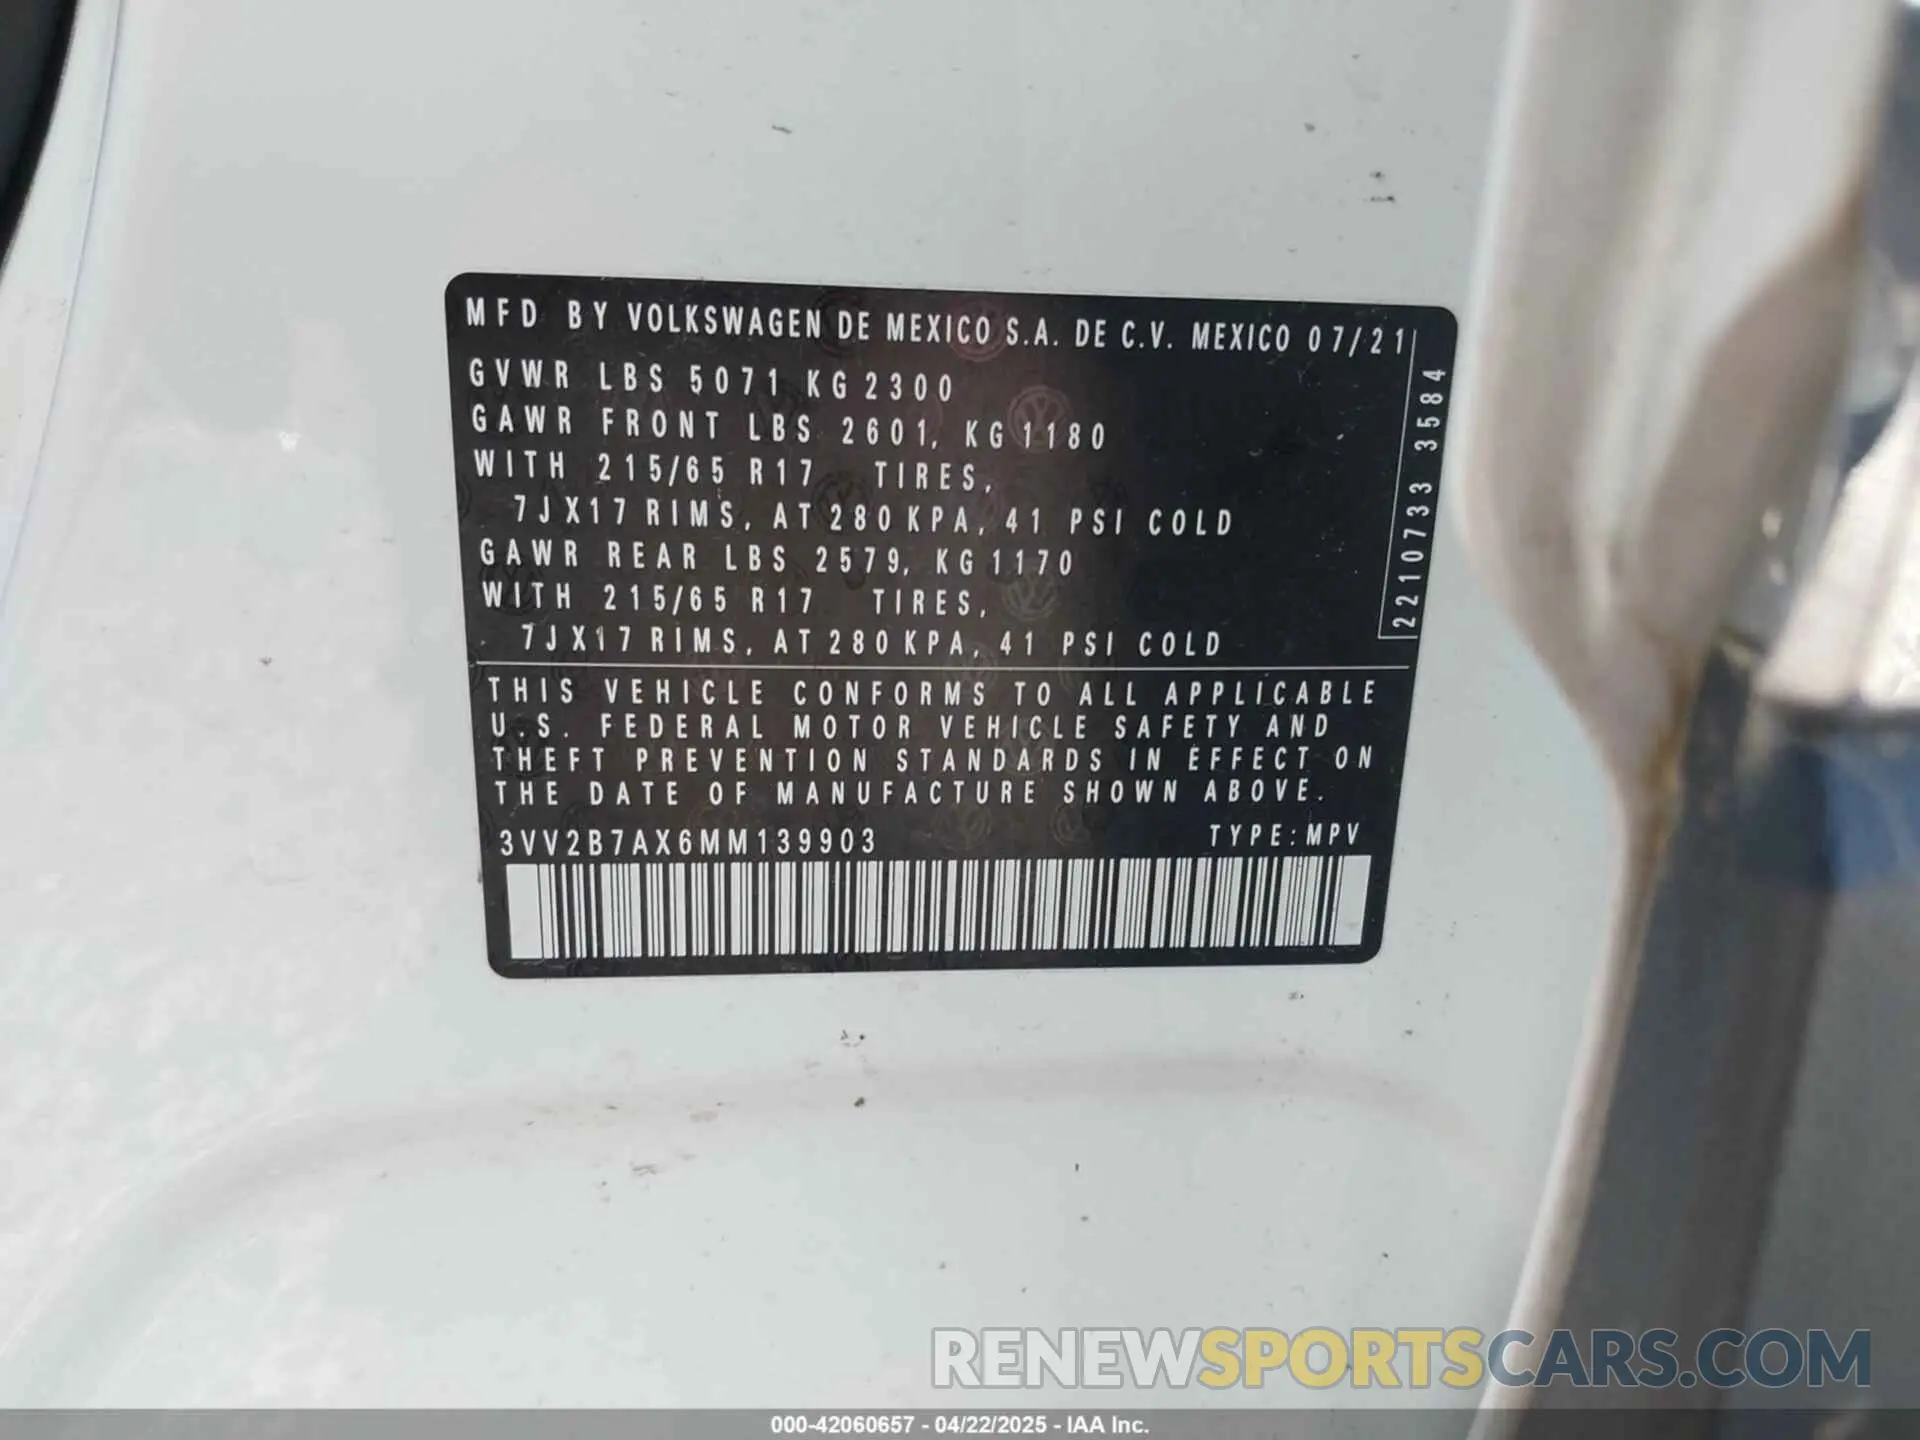 MFD BY VOLKSWAGEN DE MEXICO S.A. DE C.V. MEXICO 07/21
GVWR LBS 5071 KG 2300
GAWR FRONT LBS 2601, KG 1180
WITH 215/65 R17 TIRES,
7JX17 RIMS, AT 280 KPA, 41 PSI COLD
GAWR REAR LBS 2579, KG 1170
WITH 215/65 R17 TIRES,
7JX17 RIMS, AT 280 KPA, 41 PSI COLD
2210733 3584
THIS VEHICLE CONFORMS TO ALL APPLICABLE
U.S. FEDERAL MOTOR VEHICLE SAFETY AND
THEFT PREVENTION STANDARDS IN EFFECT ON
THE DATE OF MANUFACTURE SHOWN ABOVE.
3VV2B7AX6MM139903 TYPE:MPV
RENEWSPORTSCARS.COM
000-42060657 - 04/22/2025 - IAA Inc.